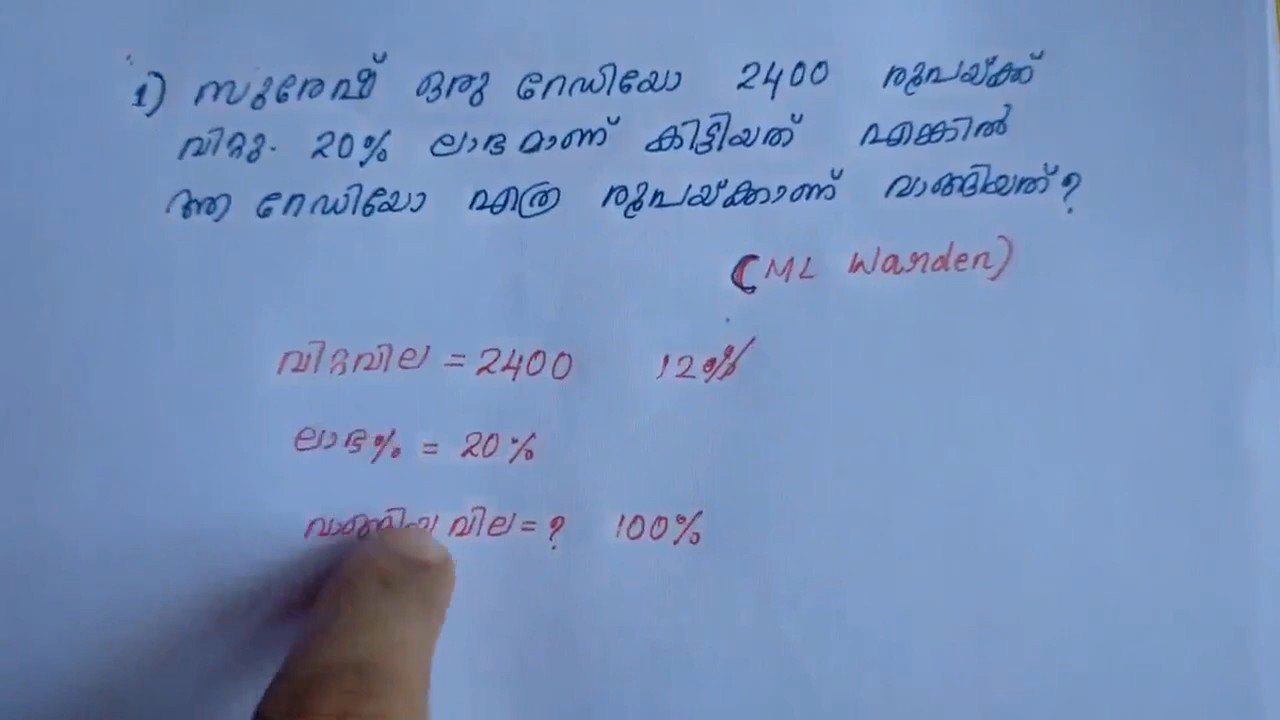 1) സുരേഷ് ഒരു റേഡിയോ 2400 രൂപയ്ക്ക്
വിറ്റു. 20% ലാഭമാണ് കിട്ടിയത് എങ്കിൽ
ആ റേഡിയോ എത്ര രൂപയ്ക്കാണ് വാങ്ങിയത്?
(ML Warden)
വിറ്റവില = 2400 120%
ലാഭ% = 20%
വാങ്ങിയ വില = ? 100%